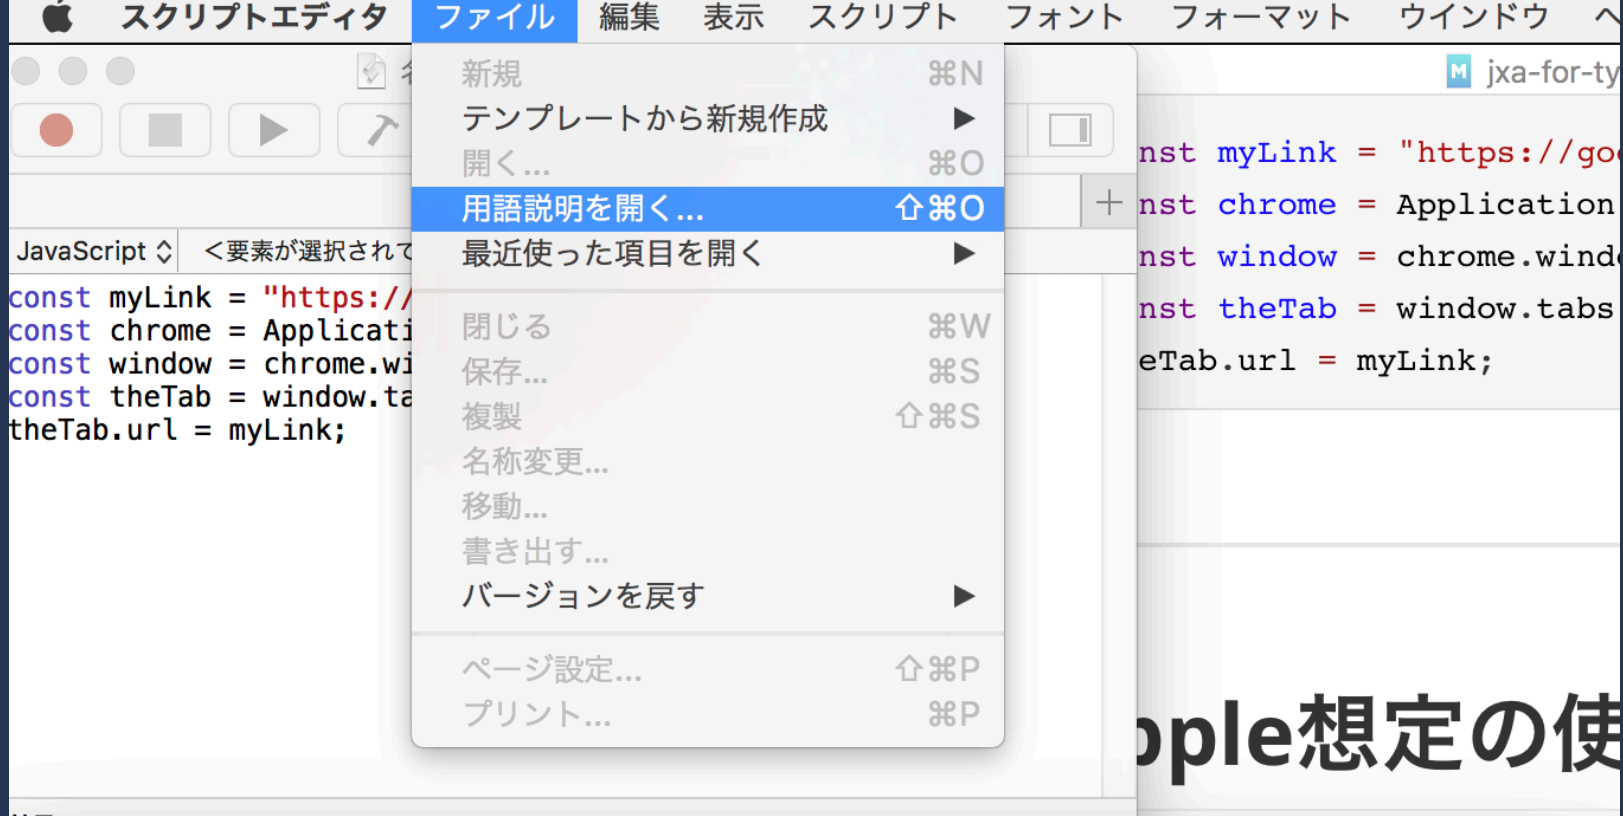 スクリプトエディタ ファイル 編集 表示 スクリプト フォント フォーマット ウインドウ
新規 ⌘N
テンプレートから新規作成 ▶
開く... ⌘O
用語説明を開く... ⇧⌘O
最近使った項目を開く ▶
閉じる ⌘W
保存... ⌘S
複製 ⇧⌘S
名称変更...
移動...
書き出す...
バージョンを戻す ▶
ページ設定... ⇧⌘P
プリント... ⌘P
JavaScript <要素が選択されて
const myLink = "https://
const chrome = Applicati
const window = chrome.wi
const theTab = window.ta
theTab.url = myLink;
jxa-for-ty
nst myLink = "https://goo
nst chrome = Application
nst window = chrome.windo
nst theTab = window.tabs
eTab.url = myLink;
pple想定の使